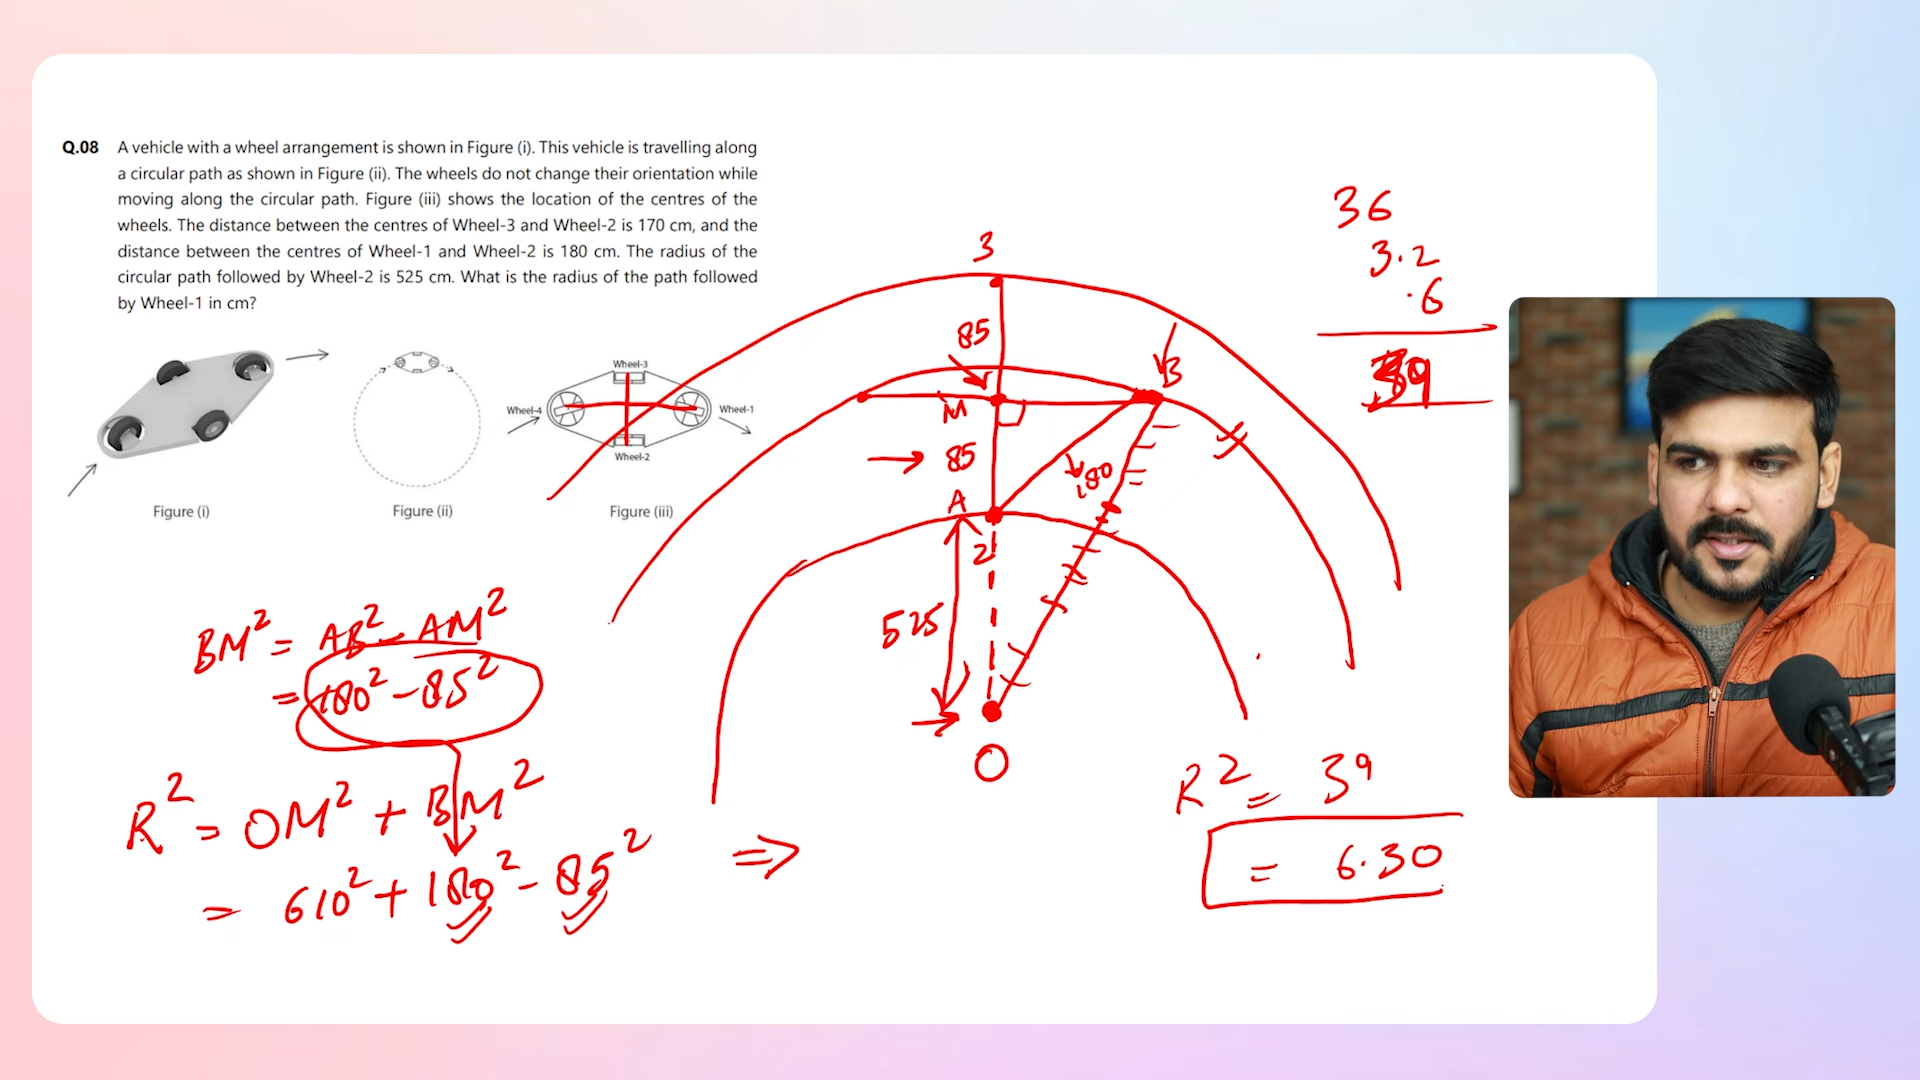 Q.08 A vehicle with a wheel arrangement is shown in Figure (i). This vehicle is travelling along
a circular path as shown in Figure (ii). The wheels do not change their orientation while
moving along the circular path. Figure (iii) shows the location of the centres of the
wheels. The distance between the centres of Wheel-3 and Wheel-2 is 170 cm, and the
distance between the centres of Wheel-1 and Wheel-2 is 180 cm. The radius of the
circular path followed by Wheel-2 is 525 cm. What is the radius of the path followed
by Wheel-1 in cm?
Wheel-3
Wheel-4
Wheel-1
Wheel-2
Figure (i)
Figure (ii)
Figure (iii)
3
85
M
B
85
180
A
2
525
O
36
3.2
.6
39
BM² = AB² - AM²
= 180² - 85²
R² = OM² + BM²
= 610² + 180² - 85²
⇒
R² = 39
= 6.30